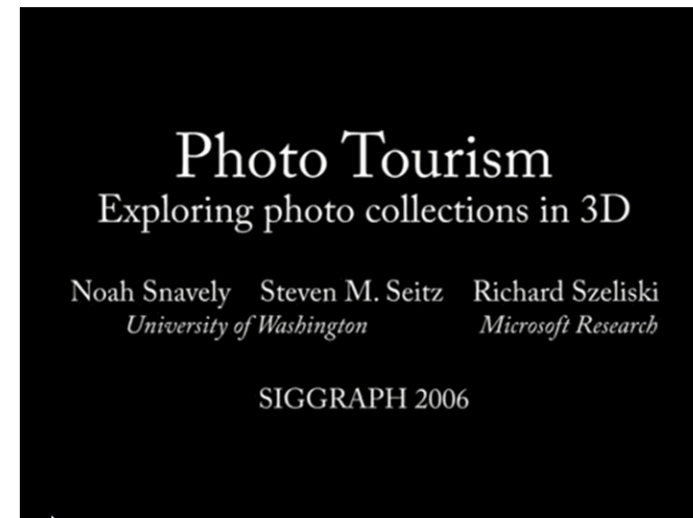 Photo Tourism
Exploring photo collections in 3D
Noah Snavely Steven M. Seitz Richard Szeliski
University of Washington Microsoft Research
SIGGRAPH 2006